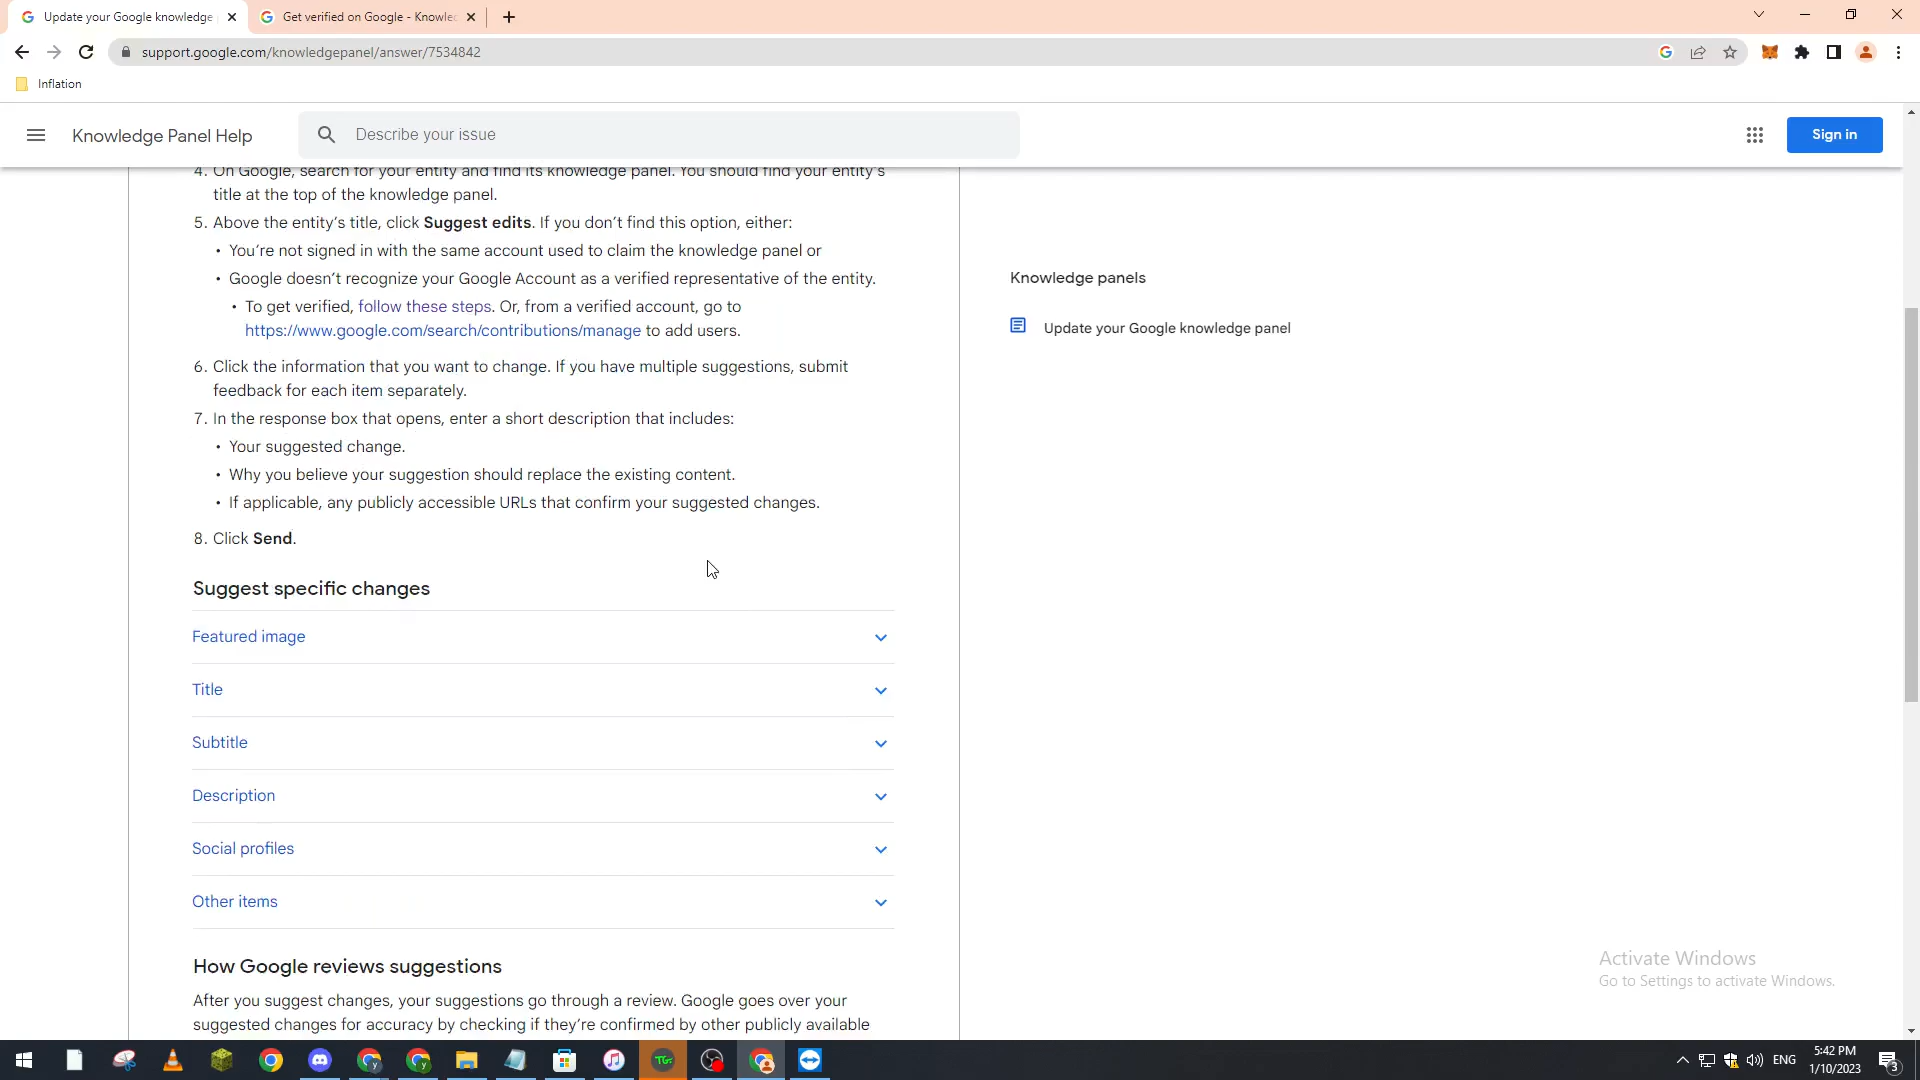 Update your Google knowledge
Get verified on Google - Knowlec
support.google.com/knowledgepanel/answer/7534842
Inflation
Knowledge Panel Help
Describe your issue
Sign in
4. On Google, search for your entity and find its knowledge panel. You should find your entity's
title at the top of the knowledge panel.
5. Above the entity's title, click Suggest edits. If you don't find this option, either:
• You're not signed in with the same account used to claim the knowledge panel or
• Google doesn't recognize your Google Account as a verified representative of the entity.
• To get verified, follow these steps. Or, from a verified account, go to
https://www.google.com/search/contributions/manage to add users.
6. Click the information that you want to change. If you have multiple suggestions, submit
feedback for each item separately.
7. In the response box that opens, enter a short description that includes:
• Your suggested change.
• Why you believe your suggestion should replace the existing content.
• If applicable, any publicly accessible URLs that confirm your suggested changes.
8. Click Send.
Suggest specific changes
Featured image
Title
Subtitle
Description
Social profiles
Other items
How Google reviews suggestions
After you suggest changes, your suggestions go through a review. Google goes over your
suggested changes for accuracy by checking if they're confirmed by other publicly available
Knowledge panels
Update your Google knowledge panel
Activate Windows
Go to Settings to activate Windows.
TG
ENG
5:42 PM
1/10/2023
3